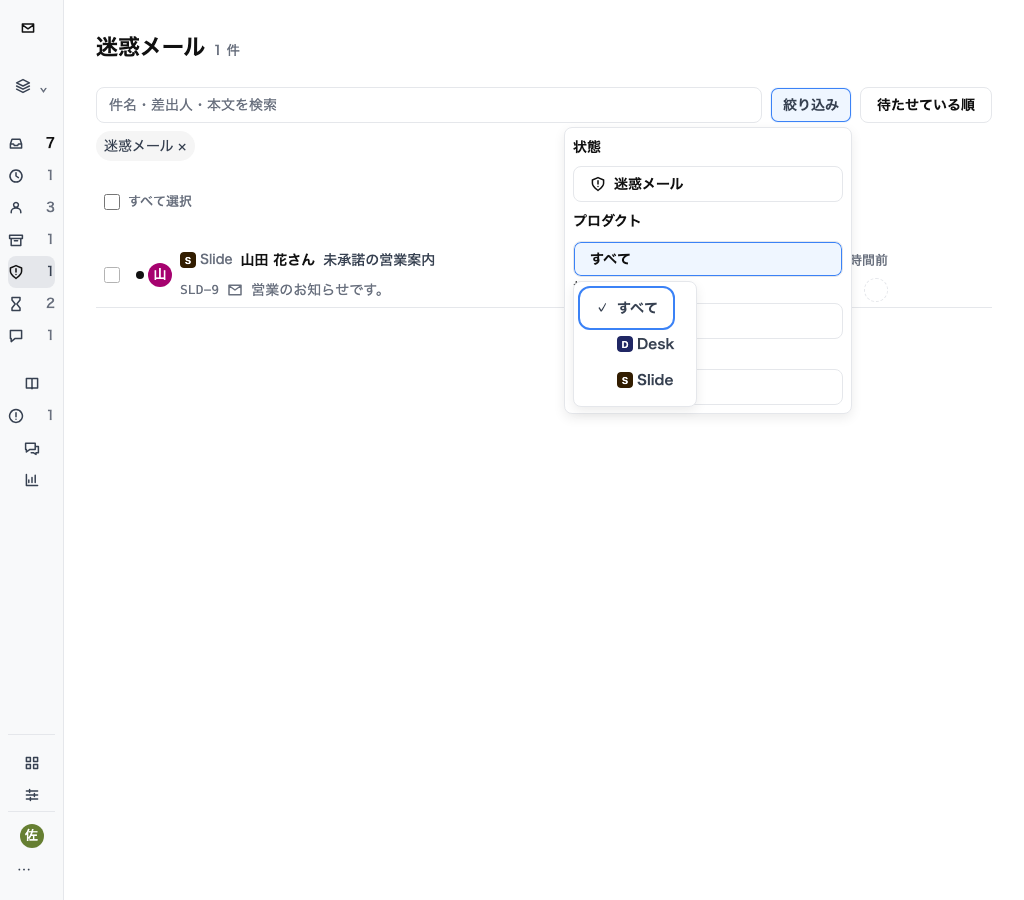 迷惑メール 1 件
件名・差出人・本文を検索
絞り込み
待たせている順
迷惑メール ×
状態
迷惑メール
プロダクト
すべて
✓ すべて
D Desk
S Slide
すべて選択
山
S Slide 山田 花さん 未承諾の営業案内
時間前
SLD-9 営業のお知らせです。
7
1
3
1
1
2
1
1
佐
…